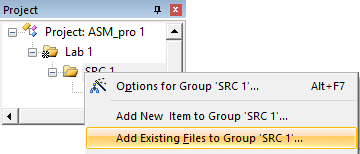 Project
Project: ASM_pro 1
Lab 1
SRC 1
Options for Group 'SRC 1'... Alt+F7
Add New Item to Group 'SRC 1'...
Add Existing Files to Group 'SRC 1'...